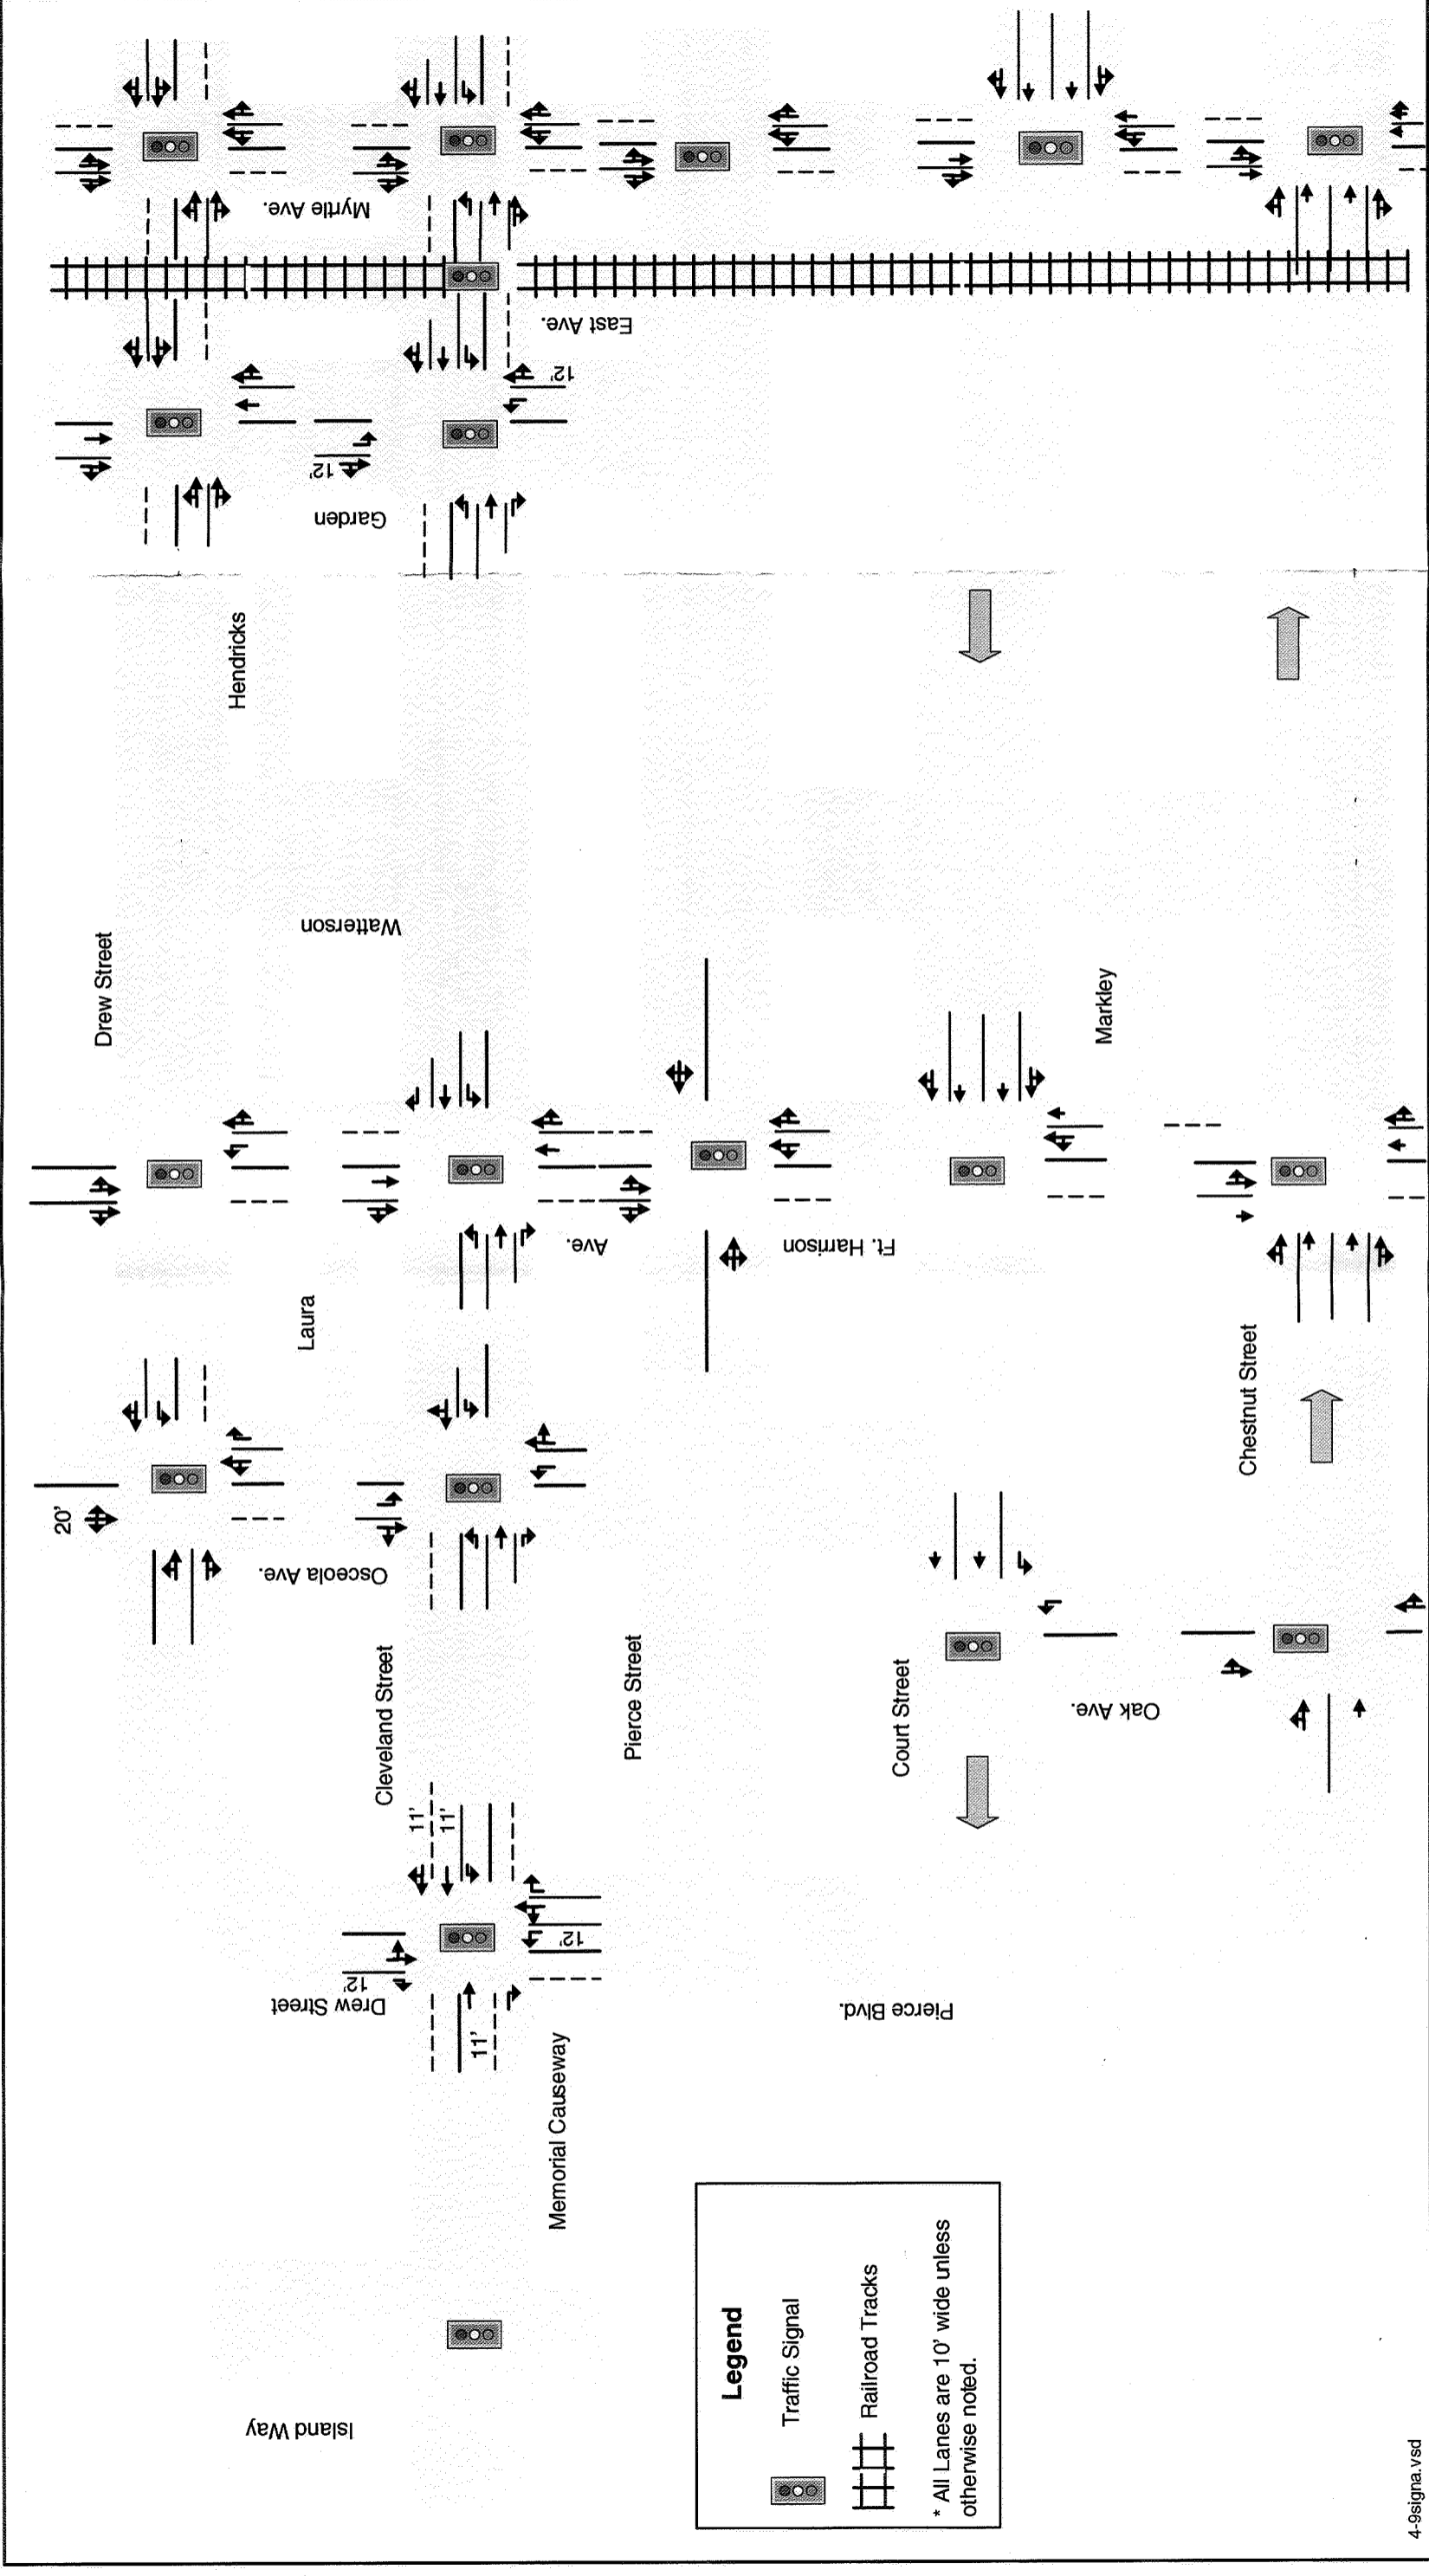 Myrtle Ave.
East Ave.
12'
12'
Garden
Hendricks
Watterson
Drew Street
Markley
Ave.
Ft. Harrison
Laura
Chestnut Street
20'
Osceola Ave.
Cleveland Street
Pierce Street
Court Street
Oak Ave.
11'
11'
12'
12'
Drew Street
11'
Pierce Blvd.
Memorial Causeway
Island Way
Legend
Traffic Signal
Railroad Tracks
* All Lanes are 10' wide unless
otherwise noted.
4-9signa.vsd